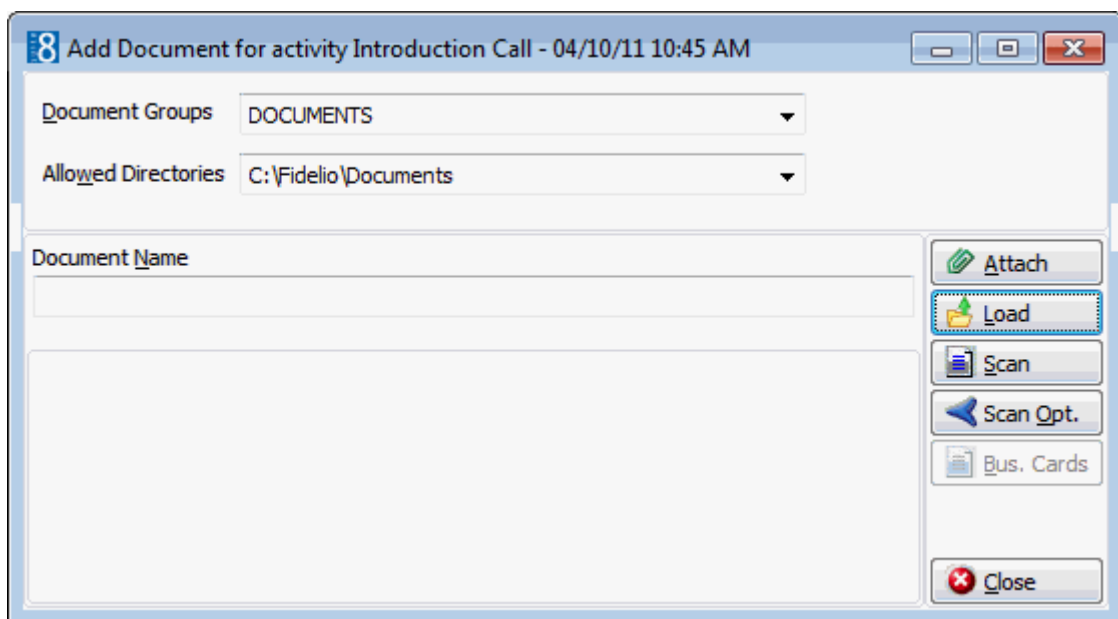 8 Add Document for activity Introduction Call - 04/10/11 10:45 AM
Document Groups DOCUMENTS
Allowed Directories C:\Fidelio\Documents
Document Name
Attach
Load
Scan
Scan Opt.
Bus. Cards
Close